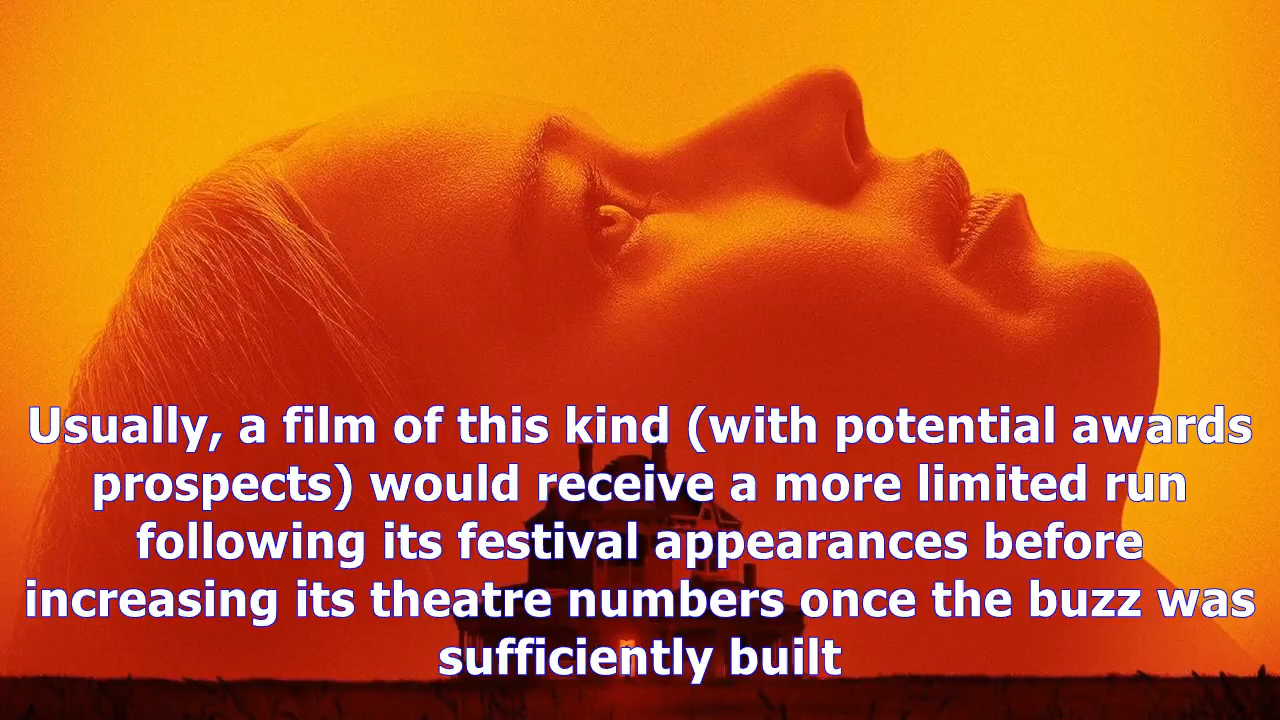 Usually, a film of this kind (with potential awards
prospects) would receive a more limited run
following its festival appearances before
increasing its theatre numbers once the buzz was
sufficiently built